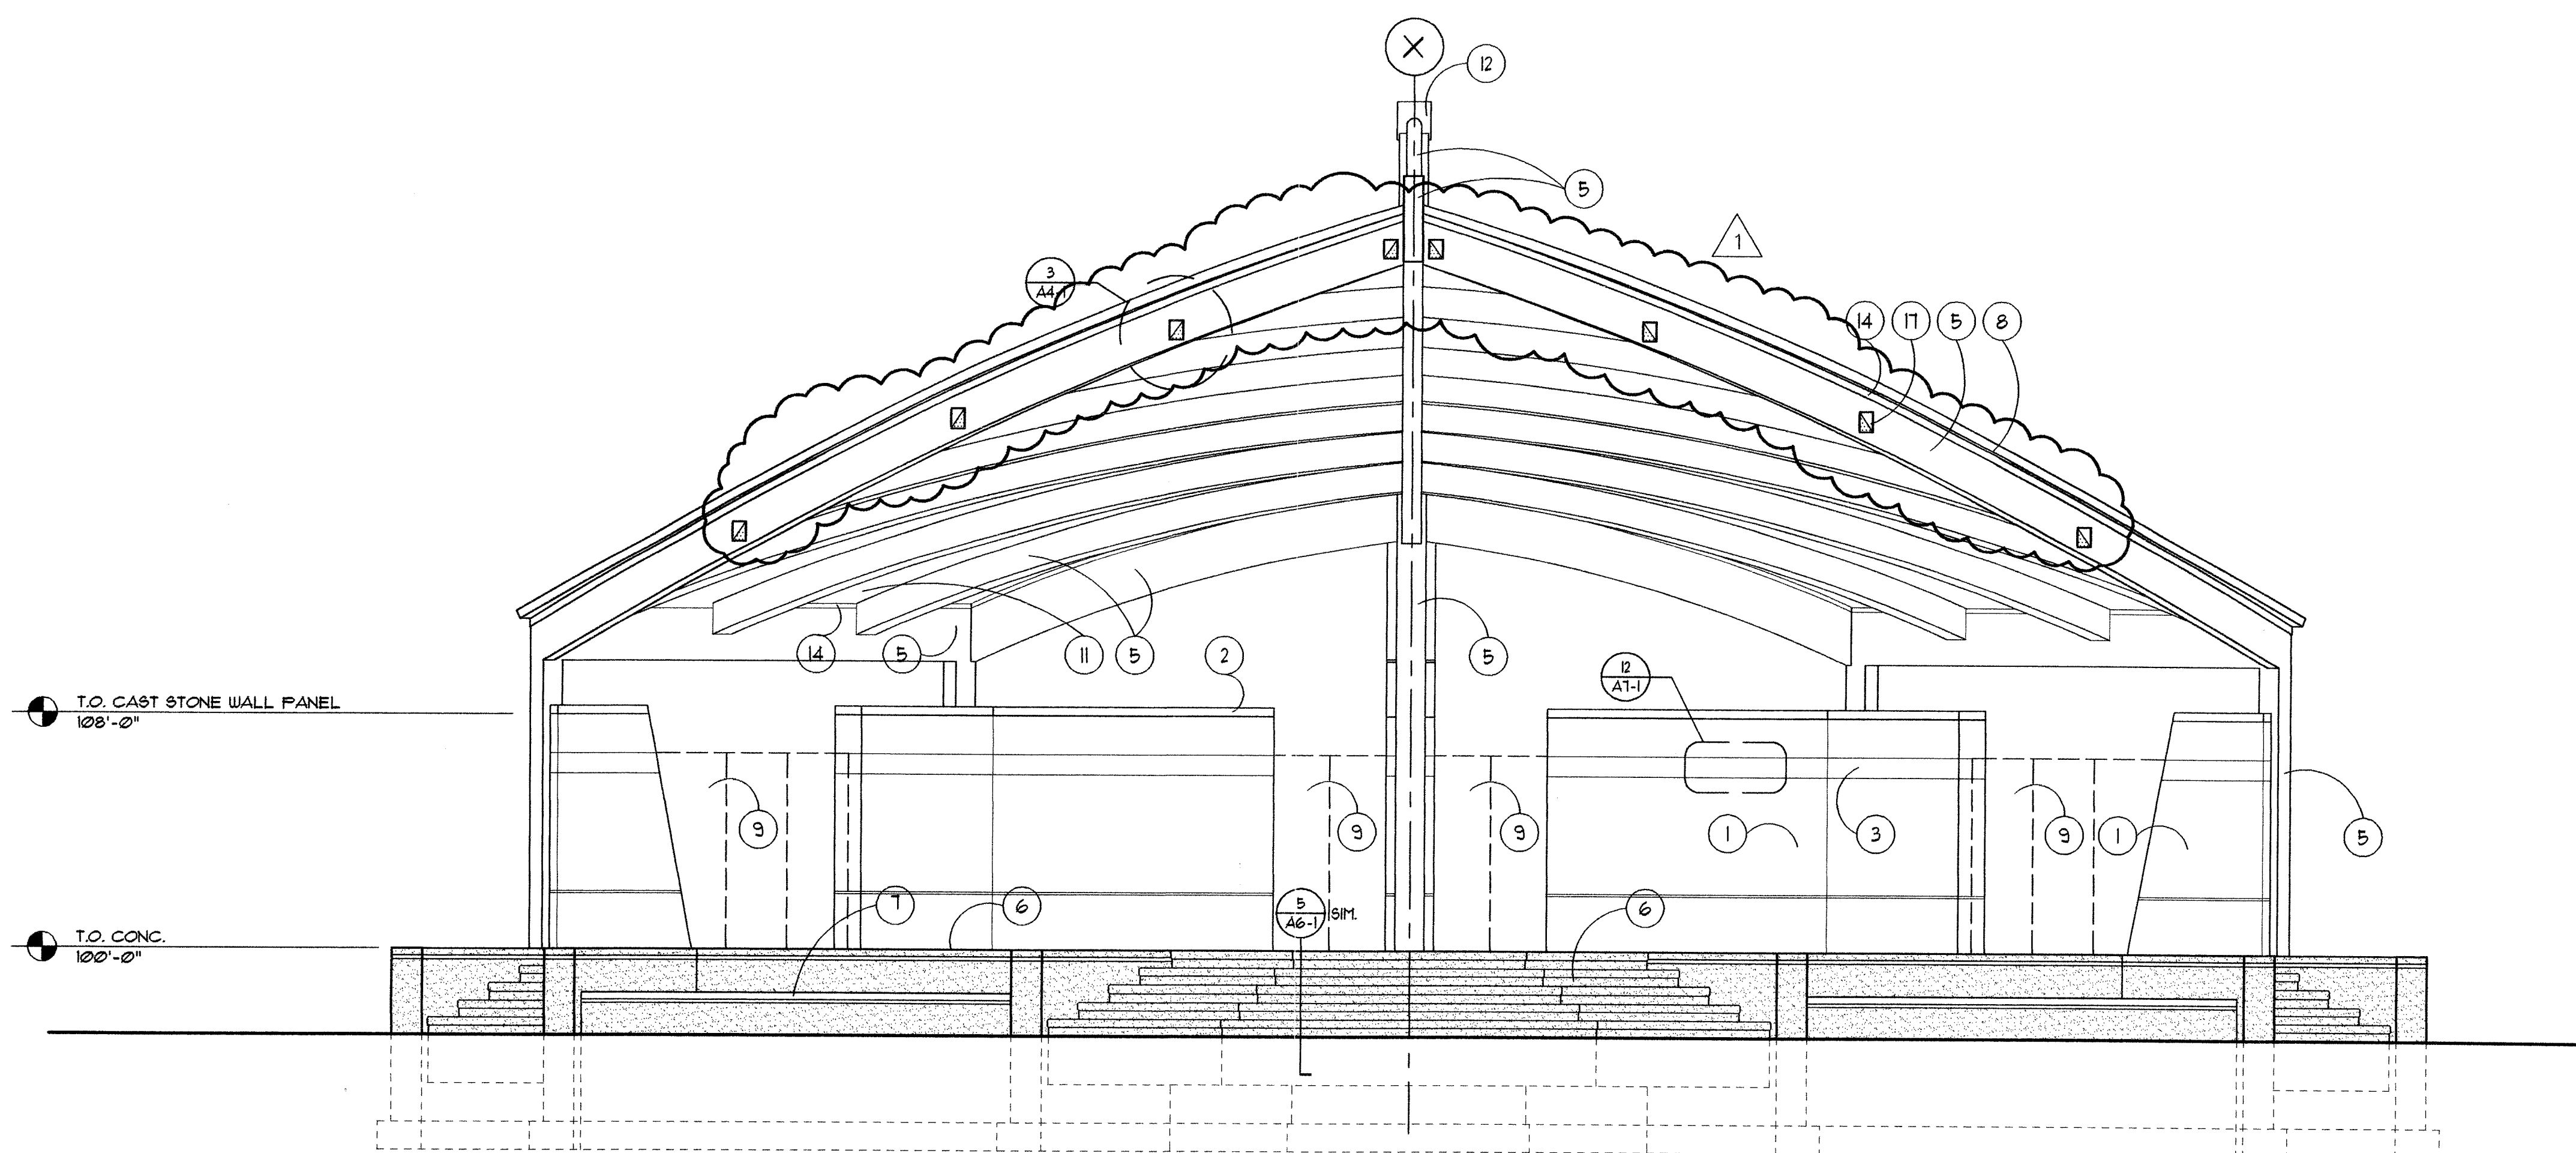 X
12
5
1
3
A4-1
14 17 5 8
14 5 11 5 2 5
12
A7-1
T.O. CAST STONE WALL PANEL
108'-0"
9 9 9 1 3 9 1 5
7 6 5
A6-1 SIM. 6
T.O. CONC.
100'-0"